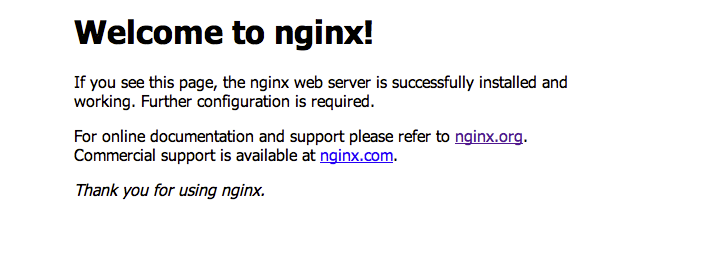 Welcome to nginx!
If you see this page, the nginx web server is successfully installed and
working. Further configuration is required.
For online documentation and support please refer to nginx.org.
Commercial support is available at nginx.com.
Thank you for using nginx.